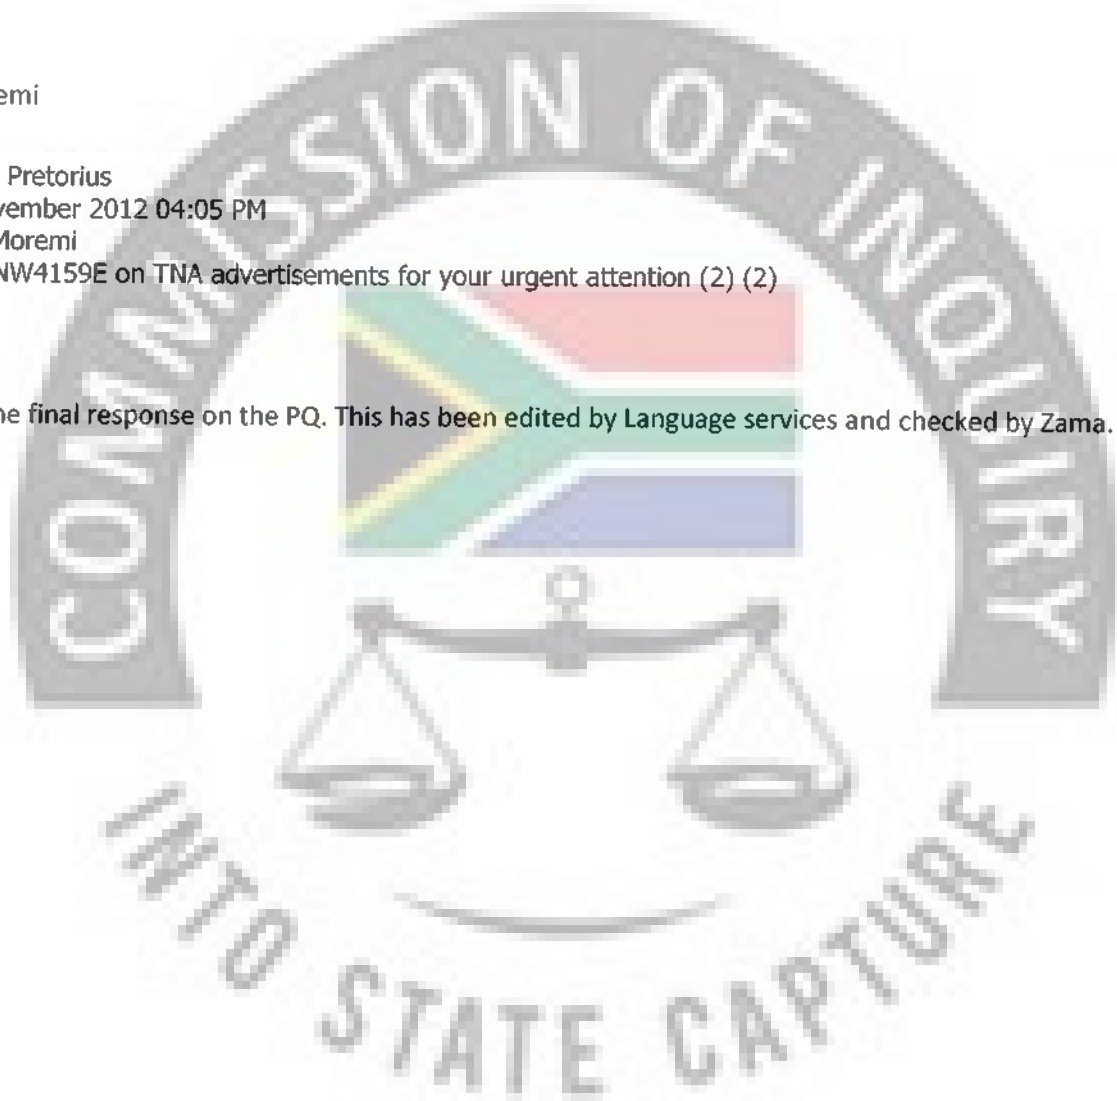 emi
Pretorius
vember 2012 04:05 PM
Moremi
NW4159E on TNA advertisements for your urgent attention (2) (2)
he final response on the PQ. This has been edited by Language services and checked by Zama.
COMMISSION OF INQUIRY
INTO STATE CAPTURE